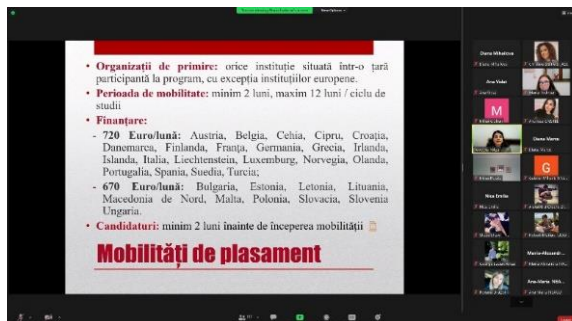 • Organizații de primire: orice instituție situată într-o țară
participantă la program, cu excepția instituțiilor europene.
• Perioada de mobilitate: minim 2 luni, maxim 12 luni / ciclu de
studii
• Finanțare:
- 720 Euro/lună: Austria, Belgia, Cehia, Cipru, Croația,
Danemarca, Finlanda, Franța, Germania, Grecia, Irlanda,
Islanda, Italia, Liechtenstein, Luxemburg, Norvegia, Olanda,
Portugalia, Spania, Suedia, Turcia;
- 670 Euro/lună: Bulgaria, Estonia, Letonia, Lituania,
Macedonia de Nord, Malta, Polonia, Slovacia, Slovenia
Ungaria.
• Candidaturi: minim 2 luni înainte de începerea mobilității
Mobilități de plasament
Diana Mihalcea
M
Diana Marcu
G
Nica Emilia